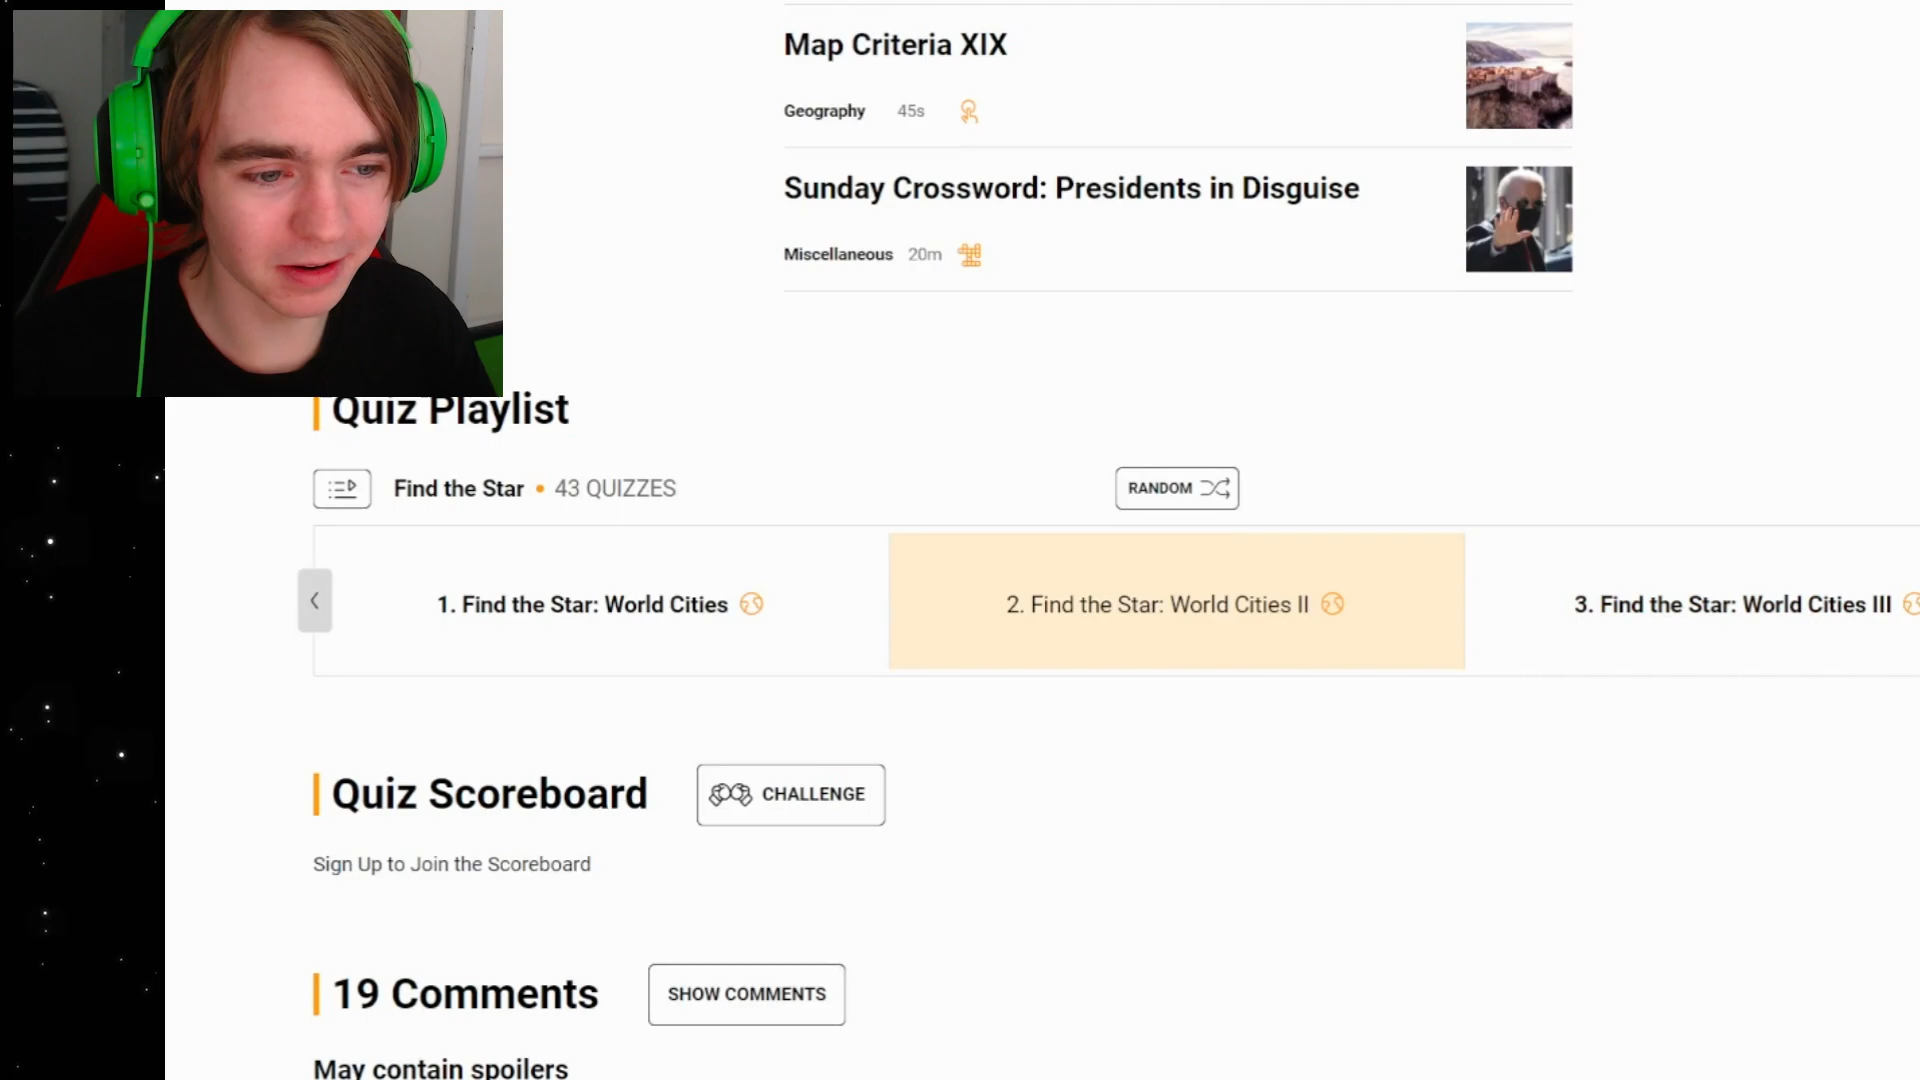 Map Criteria XIX
Geography 45s
Sunday Crossword: Presidents in Disguise
Miscellaneous 20m
Quiz Playlist
Find the Star • 43 QUIZZES
RANDOM
1. Find the Star: World Cities
2. Find the Star: World Cities II
3. Find the Star: World Cities III
Quiz Scoreboard
CHALLENGE
Sign Up to Join the Scoreboard
19 Comments
SHOW COMMENTS
May contain spoilers